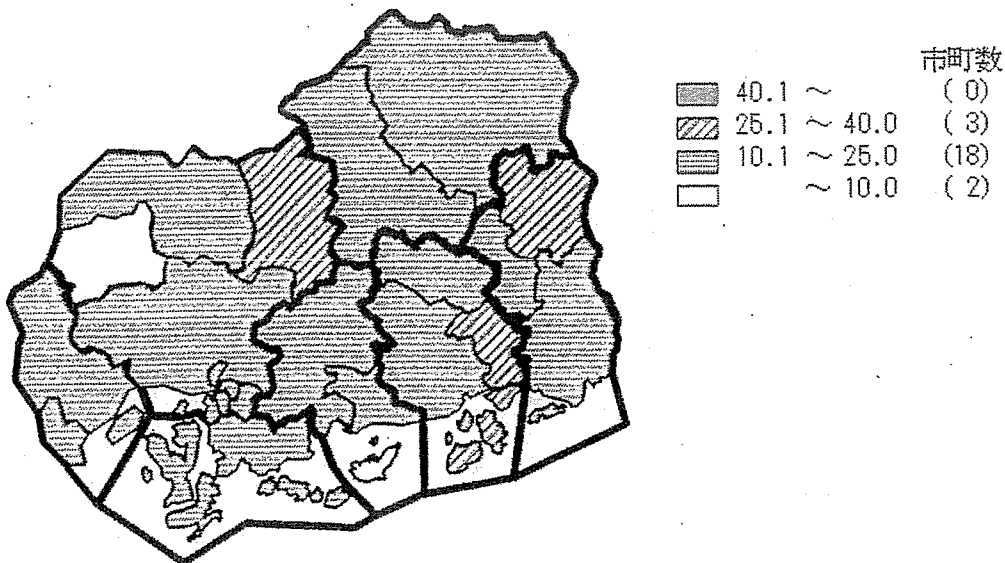 市町数
40.1 ～ ( 0)
25.1 ～ 40.0 ( 3)
10.1 ～ 25.0 (18)
～ 10.0 ( 2)